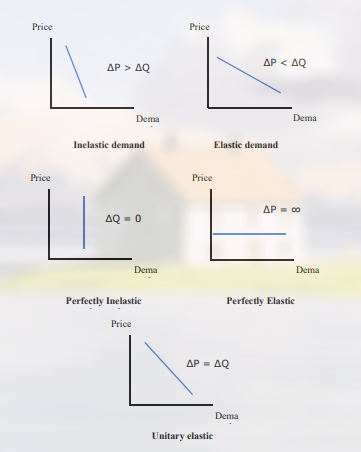 Price Price
ΔP > ΔQ ΔP < ΔQ
Dema Dema
Inelastic demand Elastic demand
Price Price
ΔQ = 0 ΔP = ∞
Dema Dema
Perfectly Inelastic Perfectly Elastic
Price
ΔP = ΔQ
Dema
Unitary elastic